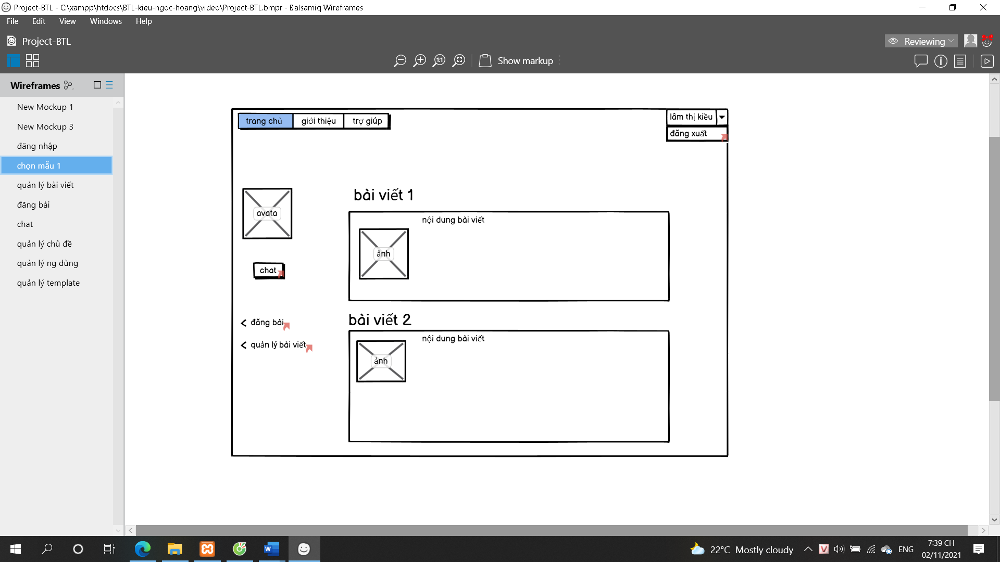 Project-BTL - C:\xampp\htdocs\BTL-kieu-ngoc-hoang\video\Project-BTL.bmpr - Balsamiq Wireframes
File Edit View Windows Help
Project-BTL
Reviewing
1:1
Show markup
Wireframes
New Mockup 1
New Mockup 3
đăng nhập
chọn mẫu 1
quản lý bài viết
đăng bài
chat
quản lý chủ đề
quản lý ng dùng
quản lý template
trang chủ giới thiệu trợ giúp
lâm thị kiều
đăng xuất
avata
chat
đăng bài
quản lý bài viết
bài viết 1
nội dung bài viết
ảnh
bài viết 2
nội dung bài viết
ảnh
22°C Mostly cloudy
V
ENG
7:39 CH
02/11/2021